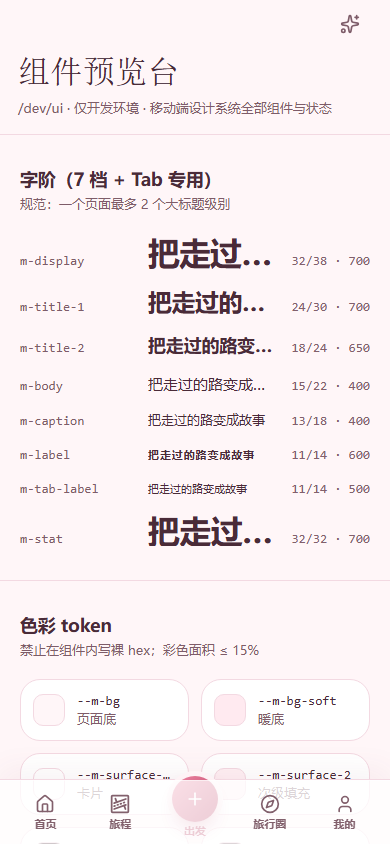 组件预览台
/dev/ui · 仅开发环境 · 移动端设计系统全部组件与状态
字阶（7 档 + Tab 专用）
规范：一个页面最多 2 个大标题级别
m-display 把走过... 32/38 · 700
m-title-1 把走过的... 24/30 · 700
m-title-2 把走过的路变... 18/24 · 650
m-body 把走过的路变成... 15/22 · 400
m-caption 把走过的路变成故事 13/18 · 400
m-label 把走过的路变成故事 11/14 · 600
m-tab-label 把走过的路变成故事 11/14 · 500
m-stat 把走过... 32/32 · 700
色彩 token
禁止在组件内写裸 hex；彩色面积 ≤ 15%
--m-bg
页面底
--m-bg-soft
暖底
--m-surface-…
卡片
--m-surface-2
次级填充
首页 旅程 出发 旅行圈 我的